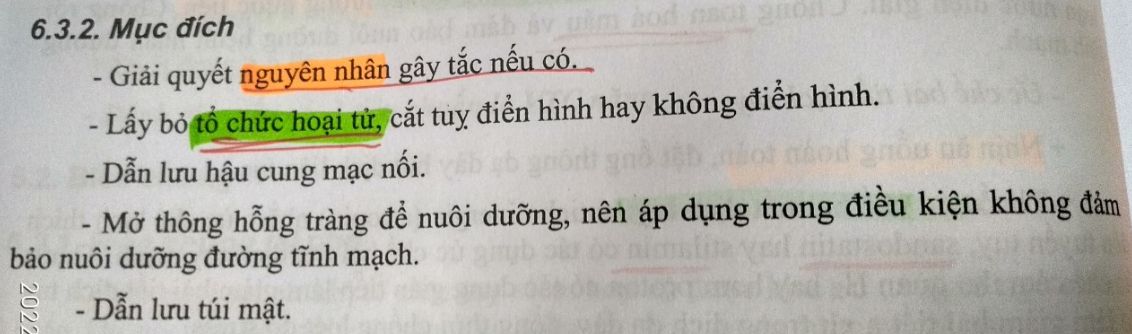 6.3.2. Mục đích
- Giải quyết nguyên nhân gây tắc nếu có.
- Lấy bỏ tổ chức hoại tử, cắt tuỵ điển hình hay không điển hình.
- Dẫn lưu hậu cung mạc nối.
- Mở thông hỗng tràng để nuôi dưỡng, nên áp dụng trong điều kiện không đảm
bảo nuôi dưỡng đường tĩnh mạch.
- Dẫn lưu túi mật.
2022